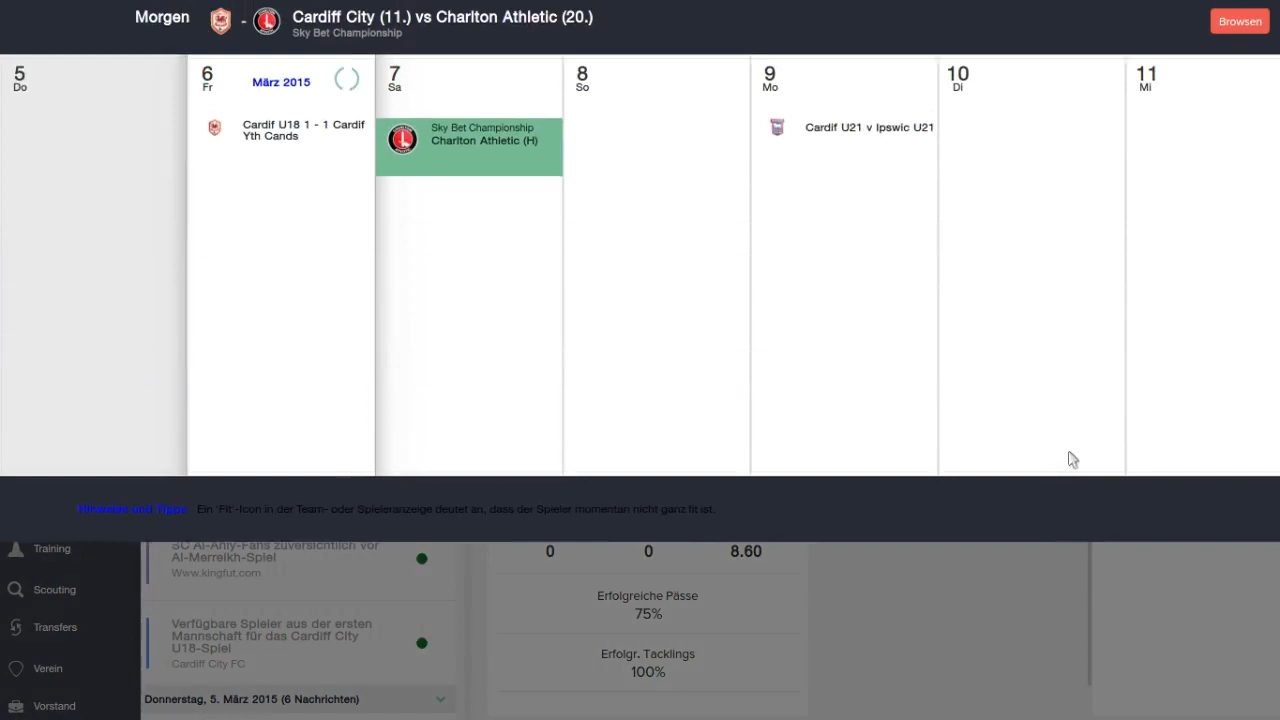 Morgen
Cardiff City (11.) vs Charlton Athletic (20.)
Sky Bet Championship
Browsen
5
Do
6
Fr
März 2015
7
Sa
8
So
9
Mo
10
Di
11
Mi
Cardif U18 1 - 1 Cardif
Yth Cands
Sky Bet Championship
Charlton Athletic (H)
Cardif U21 v Ipswic U21
Hinweise und Tipps
Ein 'Fit'-Icon in der Team- oder Spieleranzeige deutet an, dass der Spieler momentan nicht ganz fit ist.
Training
Scouting
Transfers
Verein
Vorstand
SC Al-Ahly-Fans zuversichtlich vor
Al-Merreikh-Spiel
Www.kingfut.com
Verfügbare Spieler aus der ersten
Mannschaft für das Cardiff City
U18-Spiel
Cardiff City FC
Donnerstag, 5. März 2015 (6 Nachrichten)
0
0
8.60
Erfolgreiche Pässe
75%
Erfolgr. Tacklings
100%